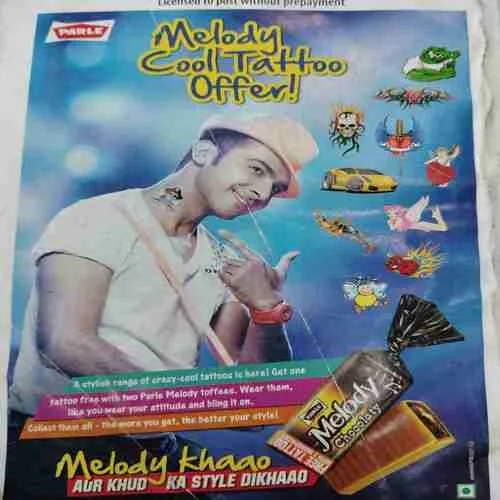 Licensed to post without prepayment
PARLE
Melody
Cool Tattoo
Offer!
A stylish range of crazy-cool tattoos is here! Get one
tattoo free with two Parle Melody toffees. Wear them,
like you wear your attitude and bling it on.
Collect them all - the more you get, the better your style!
PARLE
Melody
Chocolaty
Melody khaao
AUR KHUD KA STYLE DIKHAAO